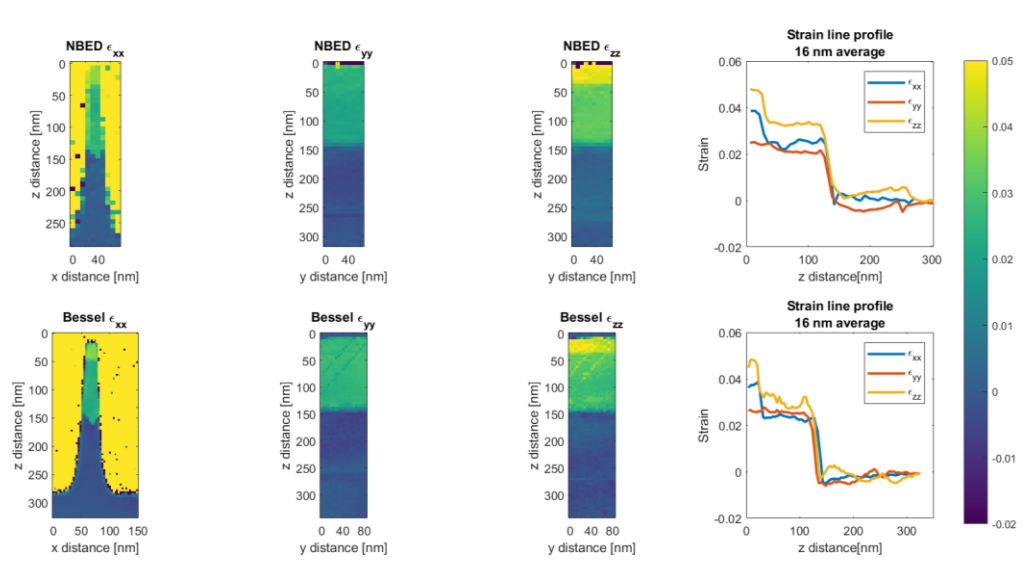 NBED ϵxx
0
50
100
150
200
250
z distance [nm]
0 40
x distance [nm]
NBED ϵyy
0
50
100
150
200
250
300
z distance [nm]
0 40
y distance [nm]
NBED ϵzz
0
50
100
150
200
250
300
z distance [nm]
0 40
y distance [nm]
Strain line profile
16 nm average
0.06
0.04
0.02
0
-0.02
Strain
ϵxx
ϵyy
ϵzz
0 100 200 300
z distance[nm]
Bessel ϵxx
0
50
100
150
200
250
300
z distance [nm]
0 50 100 150
x distance [nm]
Bessel ϵyy
0
50
100
150
200
250
300
z distance [nm]
0 40 80
y distance [nm]
Bessel ϵzz
0
50
100
150
200
250
300
z distance [nm]
0 40 80
y distance [nm]
Strain line profile
16 nm average
0.06
0.04
0.02
0
-0.02
Strain
ϵxx
ϵyy
ϵzz
0 100 200 300
z distance[nm]
0.05
0.04
0.03
0.02
0.01
0
-0.01
-0.02